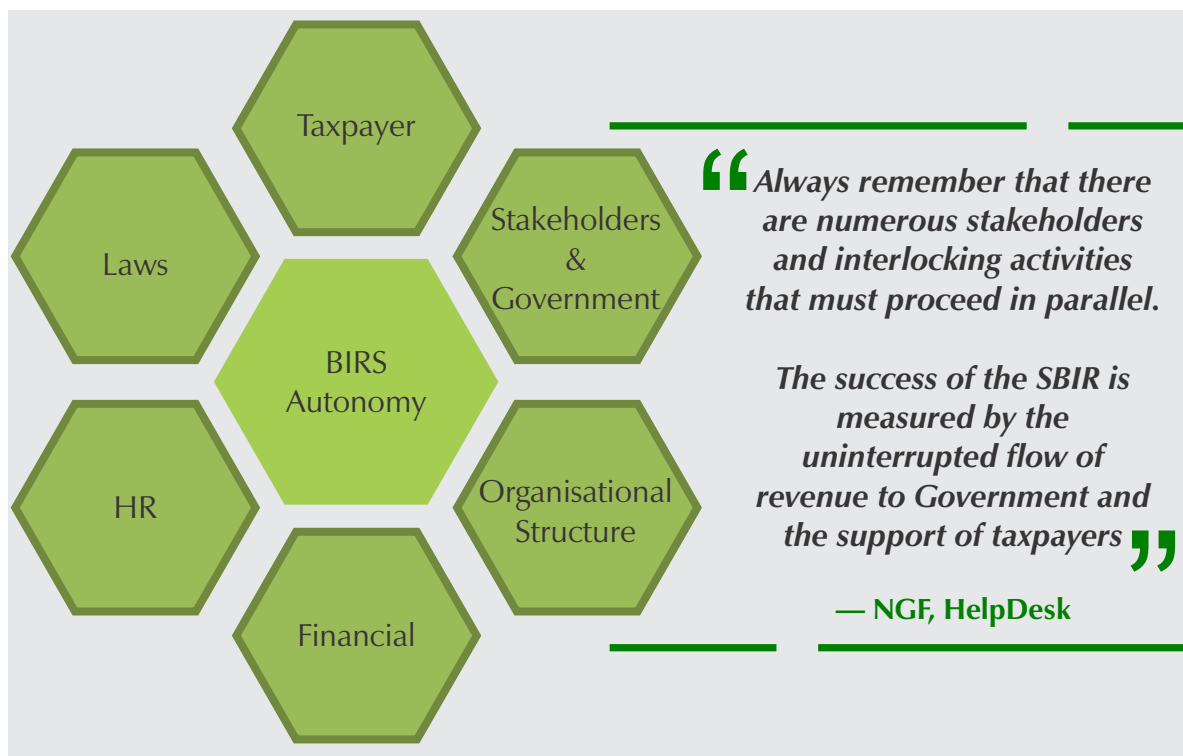 Taxpayer
Laws
Stakeholders
&
Government
BIRS
Autonomy
HR
Organisational
Structure
Financial
“Always remember that there
are numerous stakeholders
and interlocking activities
that must proceed in parallel.
The success of the SBIR is
measured by the
uninterrupted flow of
revenue to Government and
the support of taxpayers”
— NGF, HelpDesk